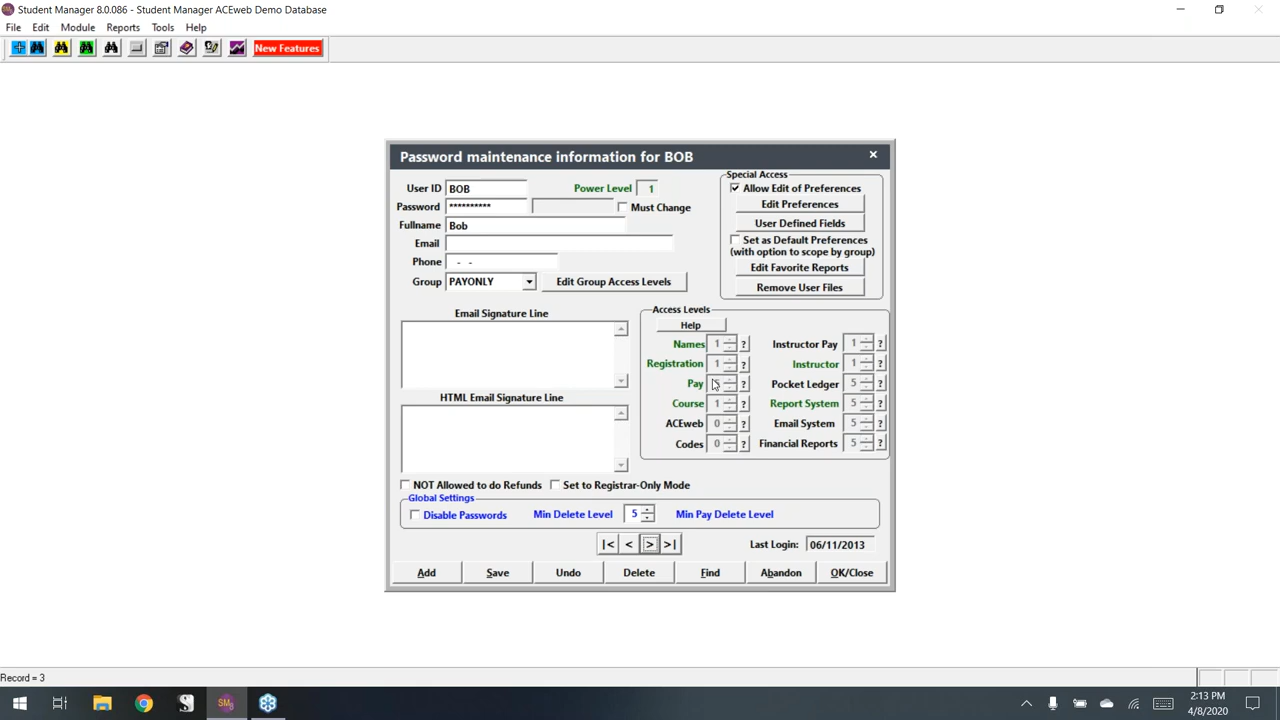 Student Manager 8.0.086 - Student Manager ACEweb Demo Database
File Edit Module Reports Tools Help
New Features
Password maintenance information for BOB
User ID BOB Power Level 1
Password ********** Must Change
Fullname Bob
Email
Phone - -
Group PAYONLY Edit Group Access Levels
Special Access
Allow Edit of Preferences
Edit Preferences
User Defined Fields
Set as Default Preferences
(with option to scope by group)
Edit Favorite Reports
Remove User Files
Email Signature Line
HTML Email Signature Line
Access Levels
Help
Names 1 ? Instructor Pay 1 ?
Registration 1 ? Instructor 1 ?
Pay ? Pocket Ledger 5 ?
Course 1 ? Report System 5 ?
ACEweb 0 ? Email System 5 ?
Codes 0 ? Financial Reports 5 ?
NOT Allowed to do Refunds Set to Registrar-Only Mode
Global Settings
Disable Passwords Min Delete Level 5 Min Pay Delete Level
|< < > >| Last Login: 06/11/2013
Add Save Undo Delete Find Abandon OK/Close
Record = 3
2:13 PM
4/8/2020